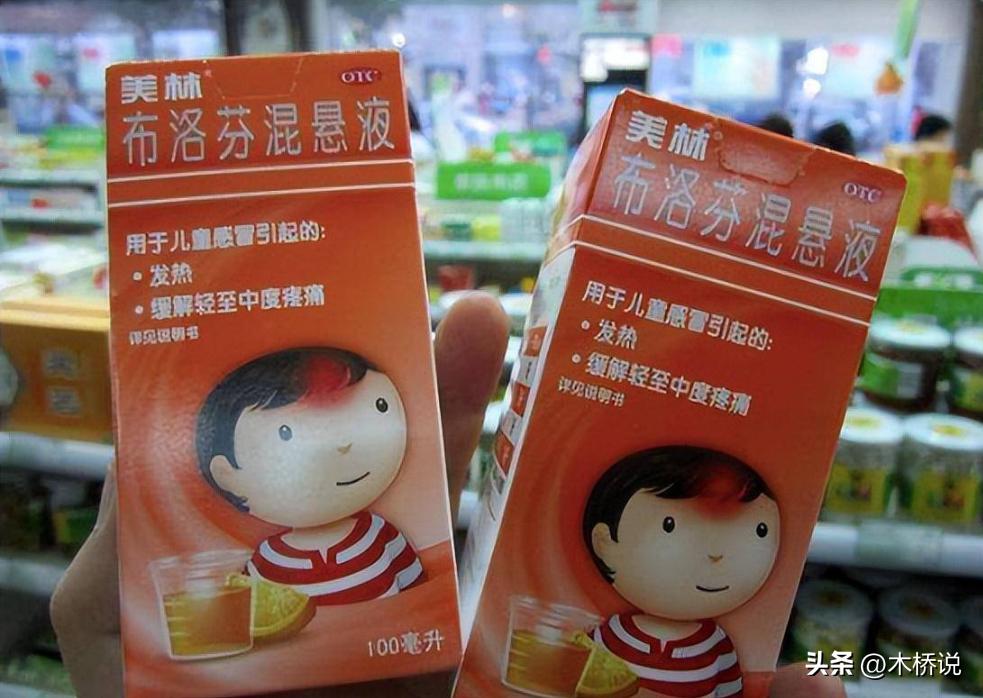 美林
OTC
布洛芬混悬液
用于儿童感冒引起的:
• 发热
• 缓解轻至中度疼痛
详见说明书
100毫升
美林
OTC
布洛芬混悬液
用于儿童感冒引起的:
• 发热
• 缓解轻至中度疼痛
详见说明书
头条 @木桥说